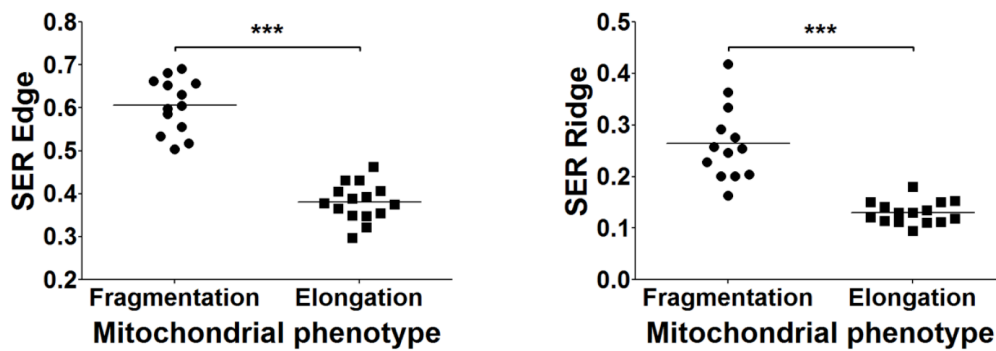 SER Edge
0.8
0.7
0.6
0.5
0.4
0.3
0.2
***
Fragmentation Elongation
Mitochondrial phenotype
SER Ridge
0.5
0.4
0.3
0.2
0.1
0.0
***
Fragmentation Elongation
Mitochondrial phenotype